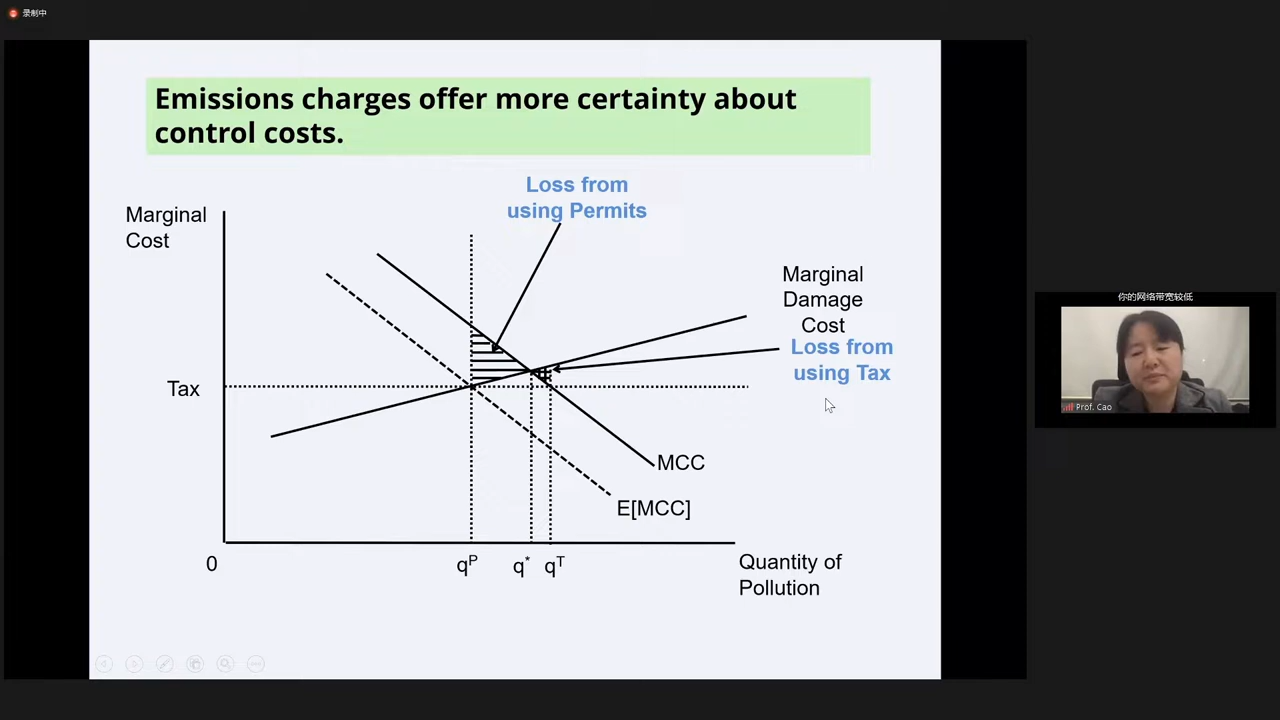 录制中
Emissions charges offer more certainty about
control costs.
Loss from
using Permits
Marginal
Cost
Marginal
Damage
Cost
Loss from
using Tax
Tax
MCC
E[MCC]
0
qᴾ
q*
qᵀ
Quantity of
Pollution
你的网络带宽较低
Prof. Cao